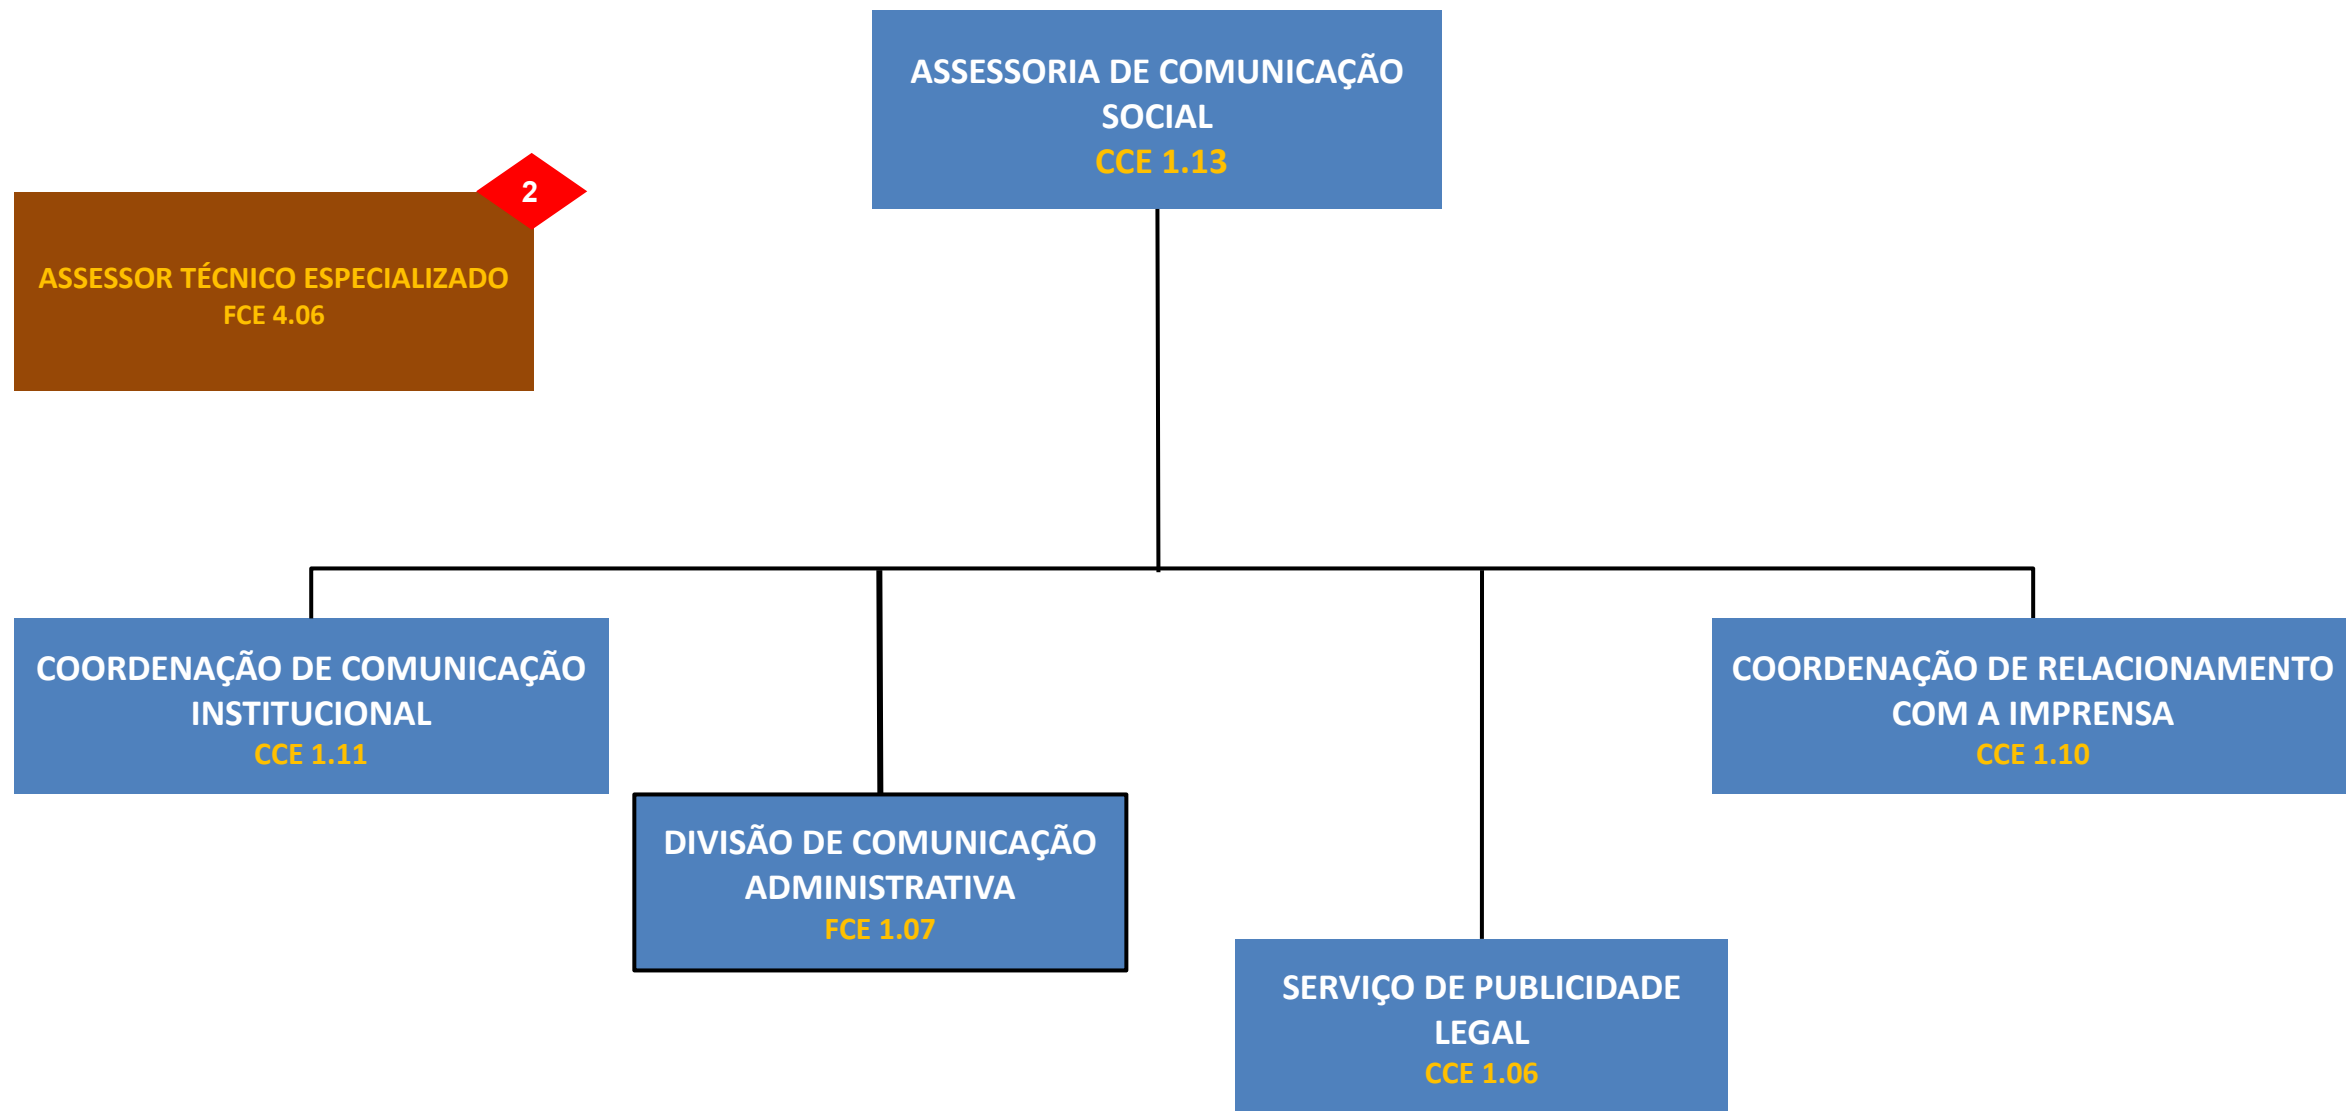 ASSESSORIA DE COMUNICAÇÃO
SOCIAL
CCE 1.13
2
ASSESSOR TÉCNICO ESPECIALIZADO
FCE 4.06
COORDENAÇÃO DE COMUNICAÇÃO
INSTITUCIONAL
CCE 1.11
DIVISÃO DE COMUNICAÇÃO
ADMINISTRATIVA
FCE 1.07
SERVIÇO DE PUBLICIDADE
LEGAL
CCE 1.06
COORDENAÇÃO DE RELACIONAMENTO
COM A IMPRENSA
CCE 1.10